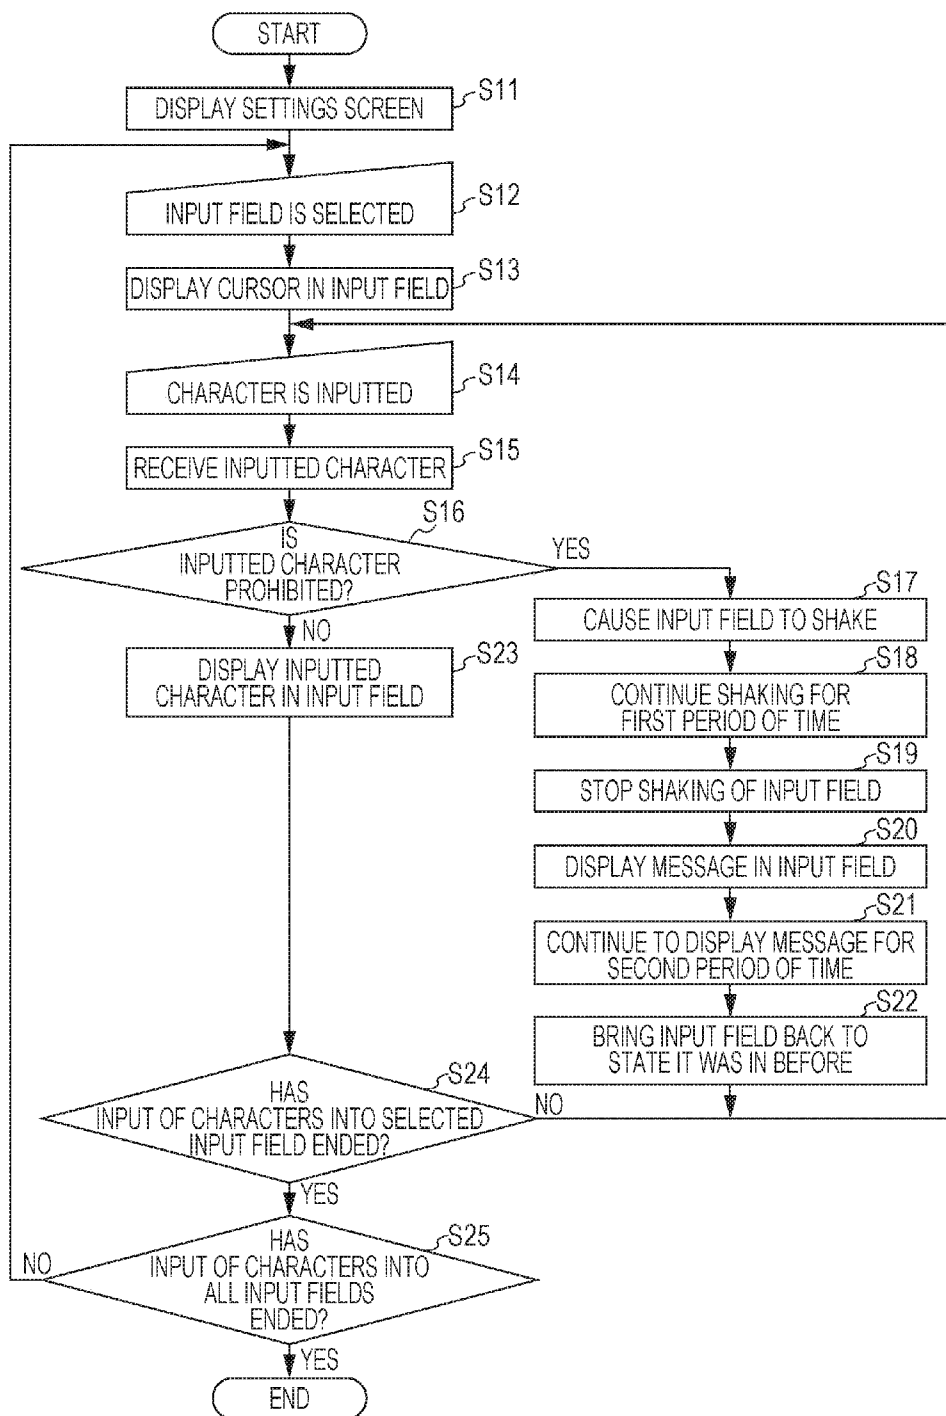 START
DISPLAY SETTINGS SCREEN
S11
INPUT FIELD IS SELECTED
S12
DISPLAY CURSOR IN INPUT FIELD
S13
CHARACTER IS INPUTTED
S14
RECEIVE INPUTTED CHARACTER
S15
IS
INPUTTED CHARACTER
PROHIBITED?
S16
YES
NO
CAUSE INPUT FIELD TO SHAKE
S17
CONTINUE SHAKING FOR
FIRST PERIOD OF TIME
S18
STOP SHAKING OF INPUT FIELD
S19
DISPLAY MESSAGE IN INPUT FIELD
S20
CONTINUE TO DISPLAY MESSAGE FOR
SECOND PERIOD OF TIME
S21
BRING INPUT FIELD BACK TO
STATE IT WAS IN BEFORE
S22
DISPLAY INPUTTED
CHARACTER IN INPUT FIELD
S23
HAS
INPUT OF CHARACTERS INTO SELECTED
INPUT FIELD ENDED?
S24
NO
YES
HAS
INPUT OF CHARACTERS INTO
ALL INPUT FIELDS
ENDED?
S25
NO
YES
END